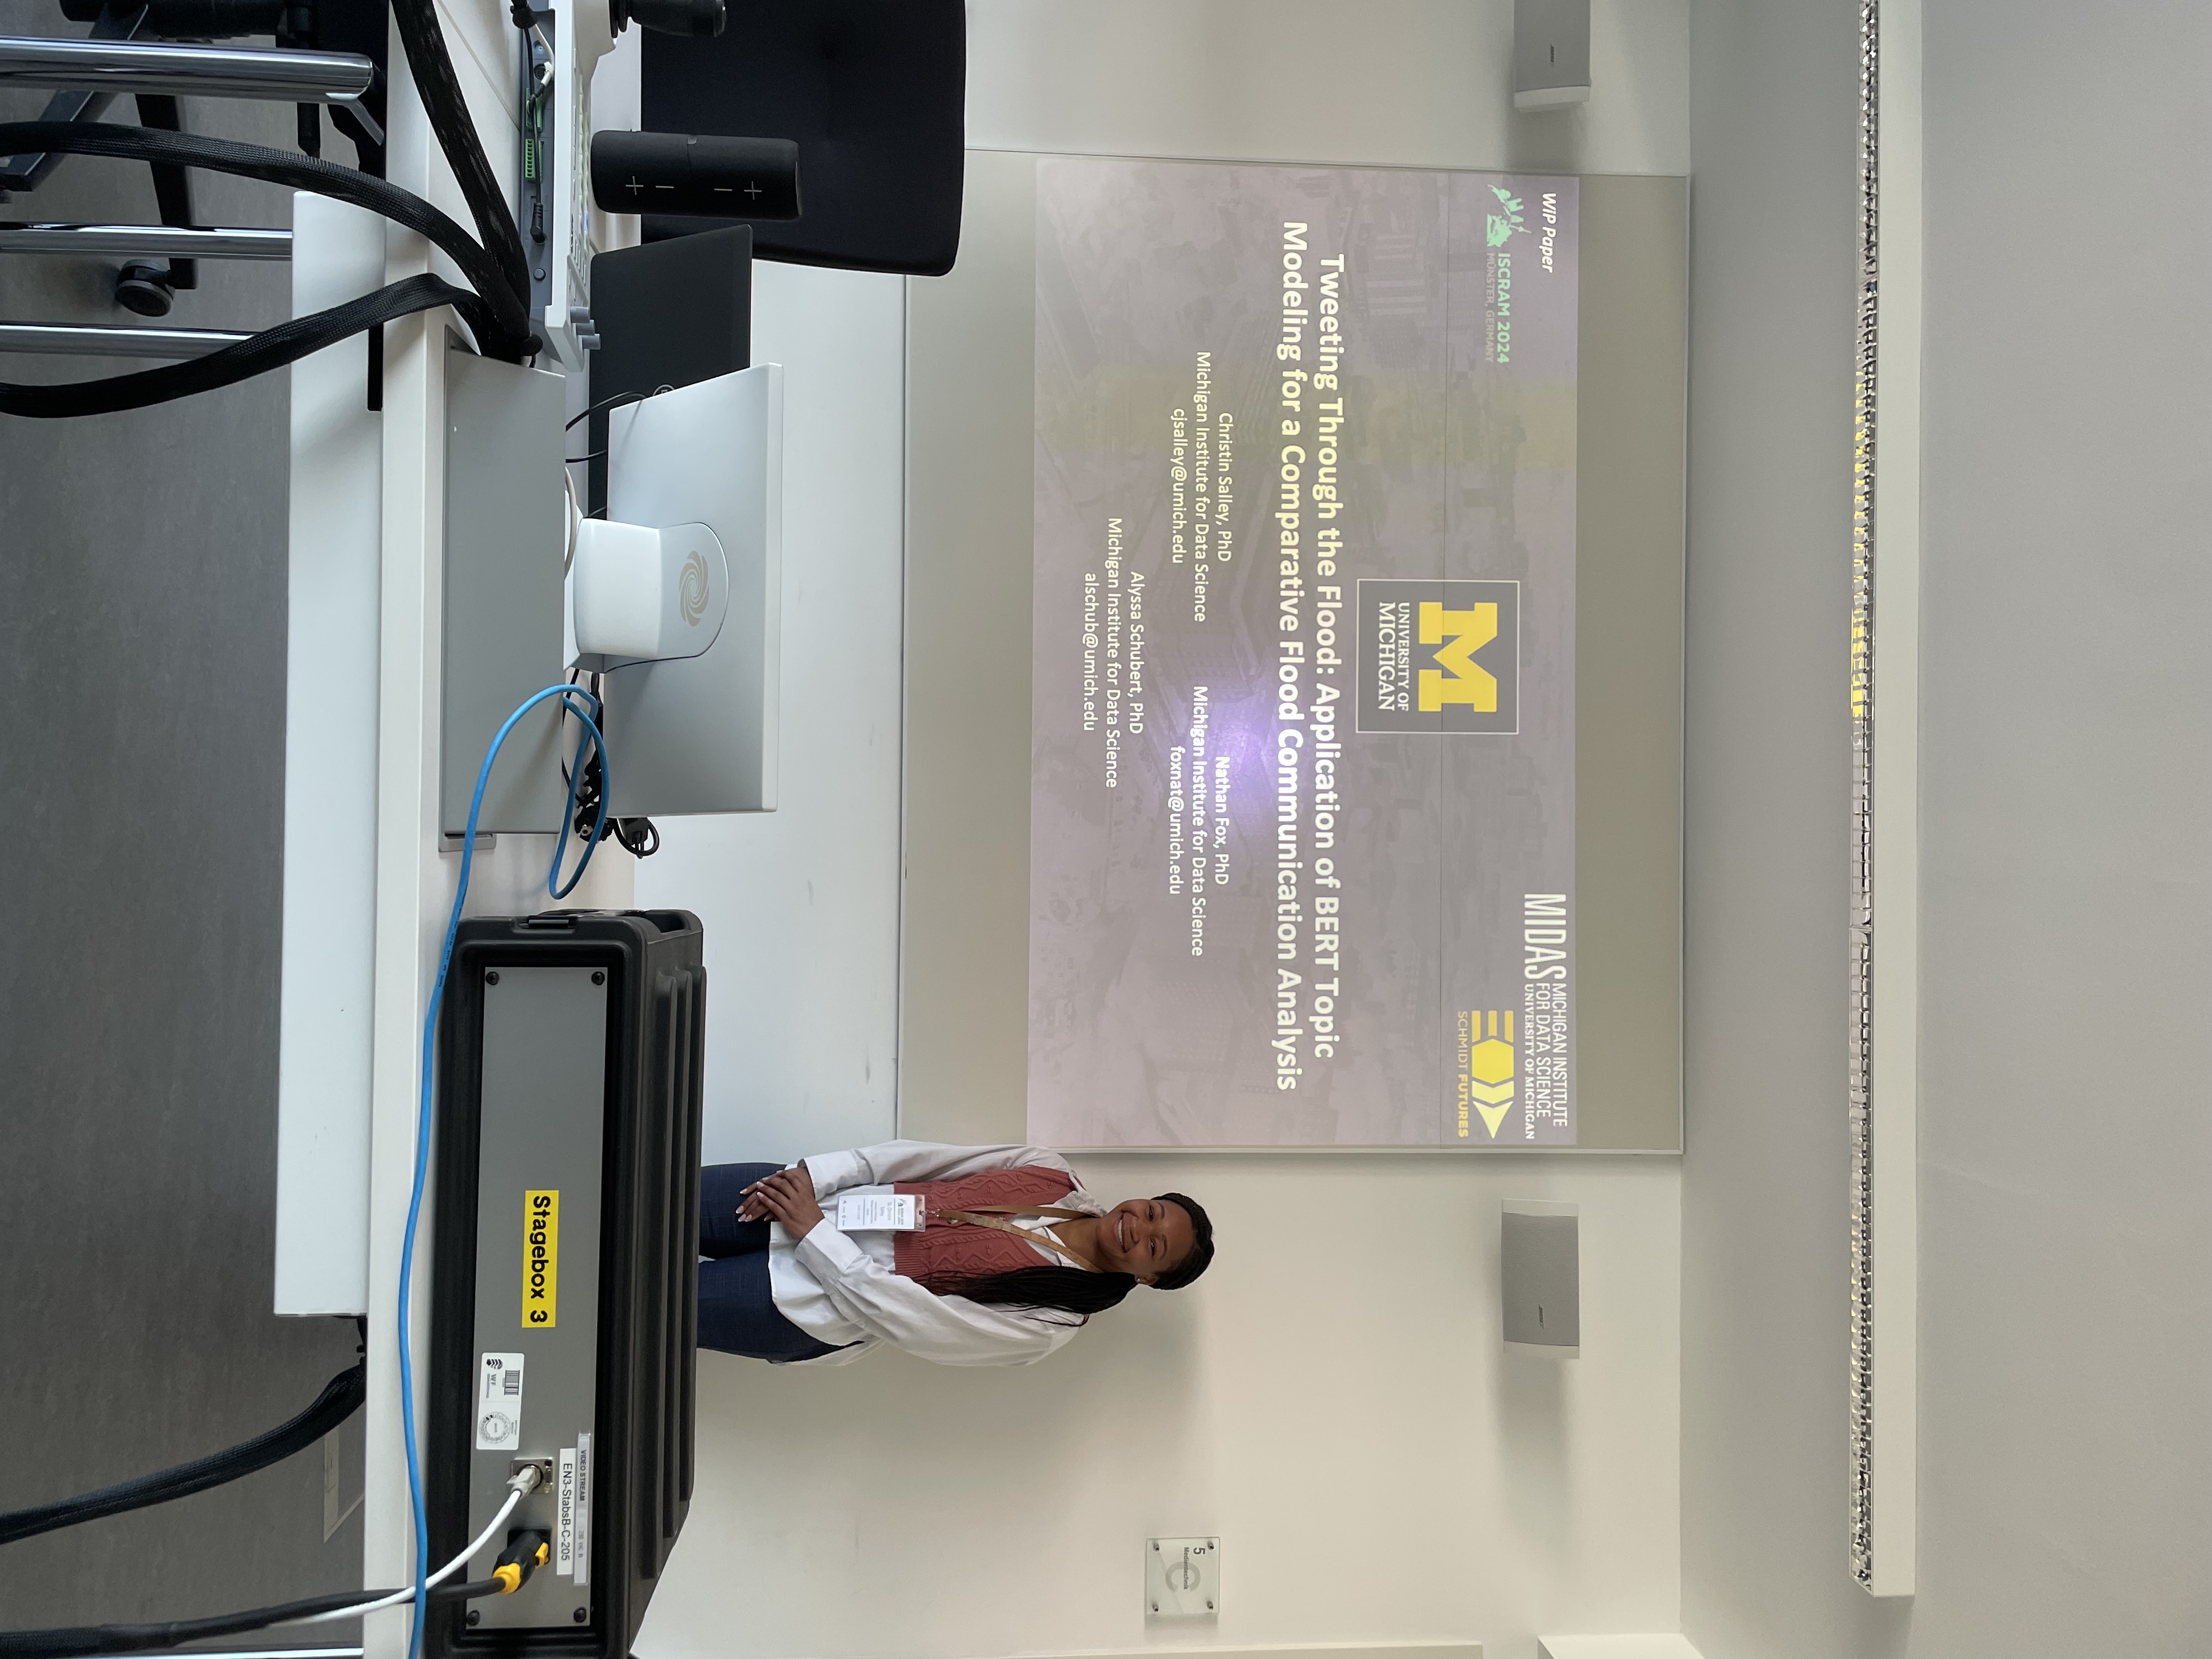 WiP Paper
ISCRAM 2024
MÜNSTER, GERMANY
MIDAS
MICHIGAN INSTITUTE
FOR DATA SCIENCE
UNIVERSITY OF MICHIGAN
SCHMIDT FUTURES
M
UNIVERSITY OF
MICHIGAN
Tweeting Through the Flood: Application of BERT Topic
Modeling for a Comparative Flood Communication Analysis
Christin Salley, PhD
Michigan Institute for Data Science
cjsalley@umich.edu
Nathan Fox, PhD
Michigan Institute for Data Science
foxnat@umich.edu
Alyssa Schubert, PhD
Michigan Institute for Data Science
alschub@umich.edu
5
C
Medientechnik
BOSE
VIDEO STREAM
EN3-StabsB-C-205
Stagebox 3
WF